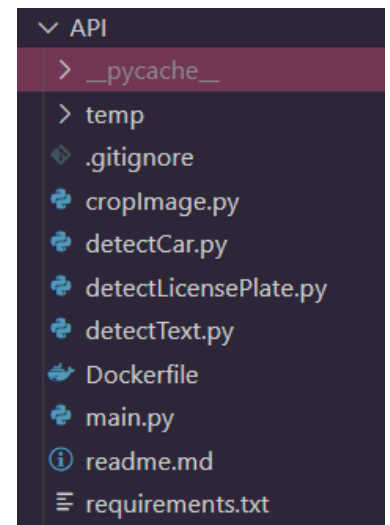 API
__pycache__
temp
.gitignore
cropImage.py
detectCar.py
detectLicensePlate.py
detectText.py
Dockerfile
main.py
readme.md
requirements.txt